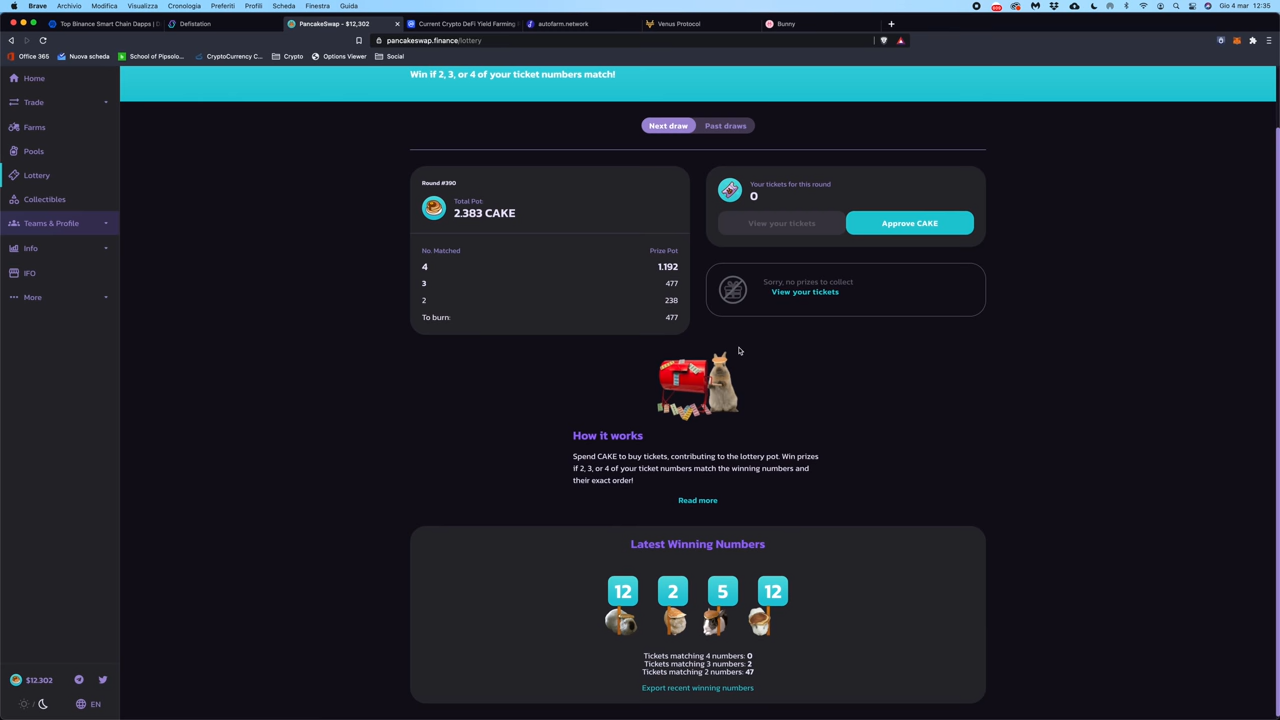 Brave Archivio Modifica Visualizza Cronologia Preferiti Profili Scheda Finestra Guida Gio 4 mar 12:35
Top Binance Smart Chain Dapps | D Defistation PancakeSwap - $12,302 Current Crypto DeFi Yield Farming autofarm.network Venus Protocol Bunny
pancakeswap.finance/lottery
Office 365 Nuova scheda School of Pipsolo... CryptoCurrency C... Crypto Options Viewer Social
Home
Trade
Farms
Pools
Lottery
Collectibles
Teams & Profile
Info
IFO
More
$12.302
EN
Win if 2, 3, or 4 of your ticket numbers match!
Next draw Past draws
Round #390
Total Pot:
2.383 CAKE
No. Matched Prize Pot
4 1.192
3 477
2 238
To burn: 477
Your tickets for this round
0
View your tickets Approve CAKE
Sorry, no prizes to collect
View your tickets
How it works
Spend CAKE to buy tickets, contributing to the lottery pot. Win prizes
if 2, 3, or 4 of your ticket numbers match the winning numbers and
their exact order!
Read more
Latest Winning Numbers
12 2 5 12
Tickets matching 4 numbers: 0
Tickets matching 3 numbers: 2
Tickets matching 2 numbers: 47
Export recent winning numbers